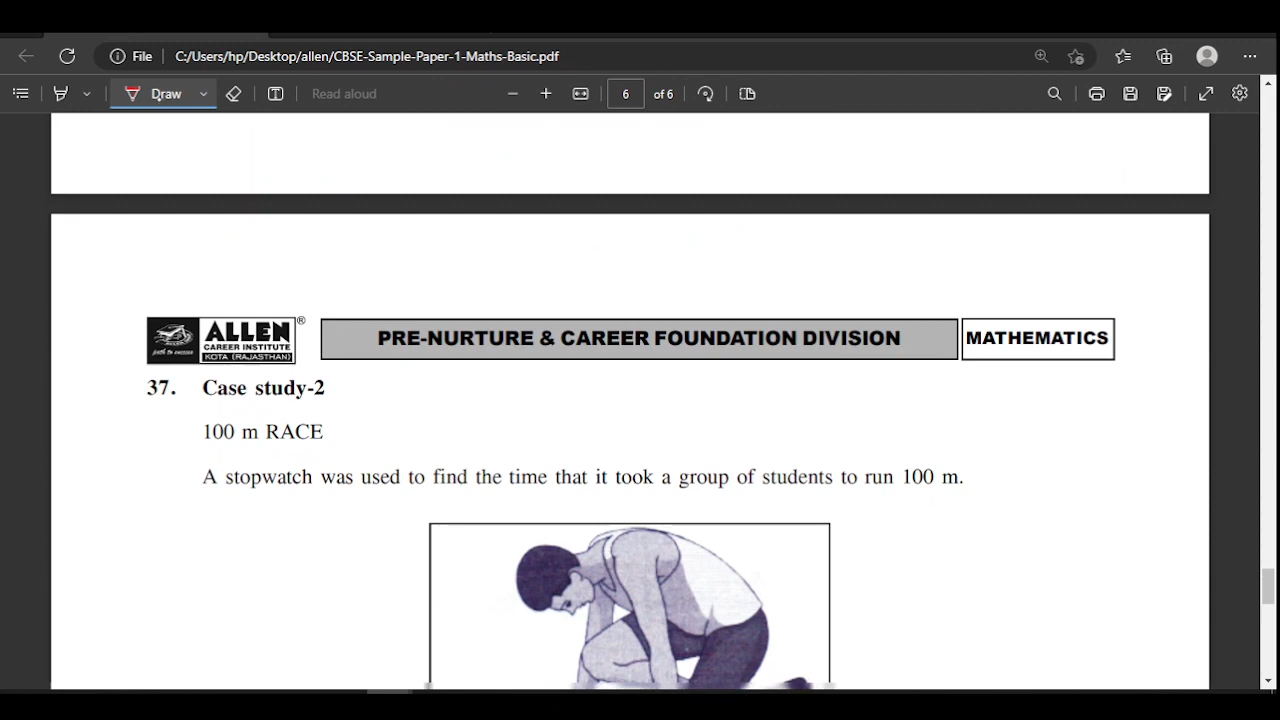 File C:/Users/hp/Desktop/allen/CBSE-Sample-Paper-1-Maths-Basic.pdf
Draw Read aloud 6 of 6
ALLEN ®
CAREER INSTITUTE
KOTA (RAJASTHAN)
PRE-NURTURE & CAREER FOUNDATION DIVISION
MATHEMATICS
37. Case study-2
100 m RACE
A stopwatch was used to find the time that it took a group of students to run 100 m.